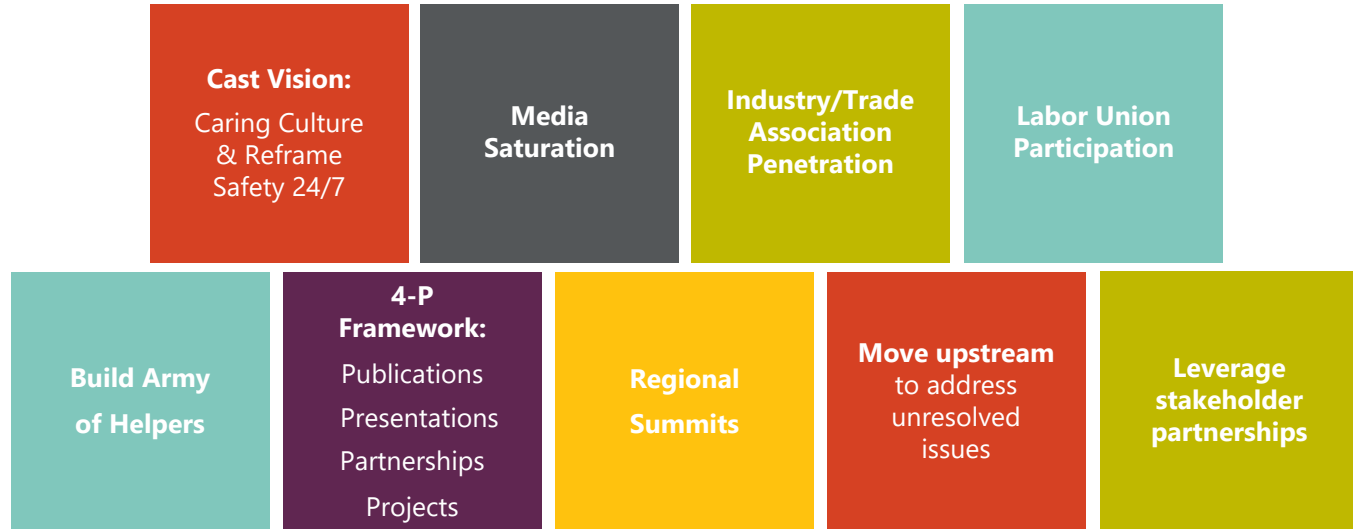 Cast Vision:
Caring Culture
& Reframe
Safety 24/7
Media
Saturation
Industry/Trade
Association
Penetration
Labor Union
Participation
Build Army
of Helpers
4-P
Framework:
Publications
Presentations
Partnerships
Projects
Regional
Summits
Move upstream
to address
unresolved
issues
Leverage
stakeholder
partnerships